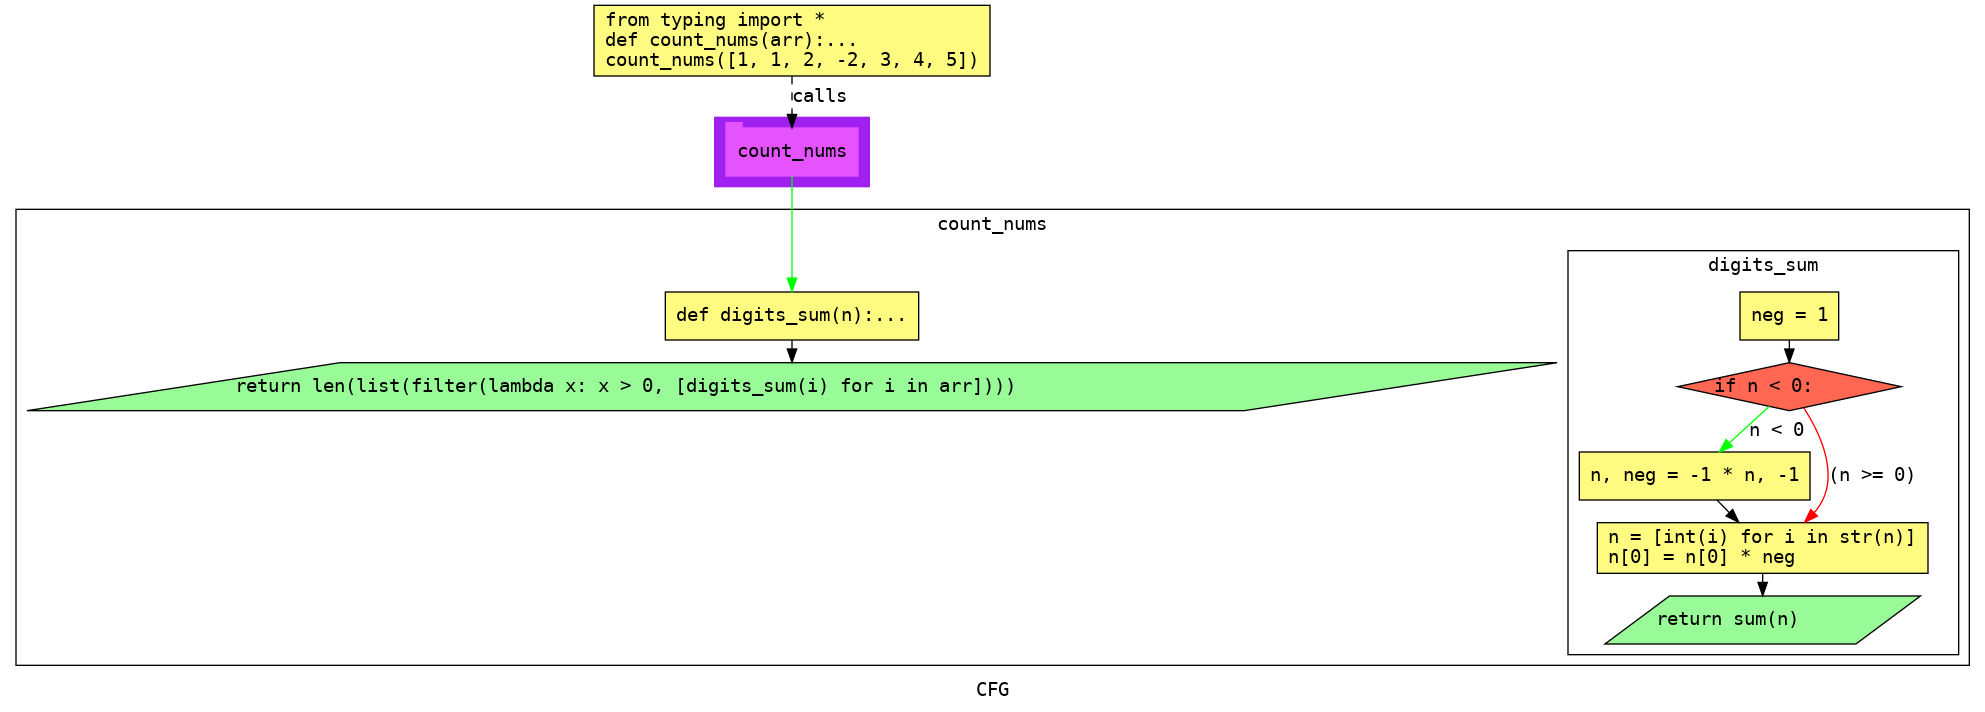 from typing import *
def count_nums(arr):...
count_nums([1, 1, 2, -2, 3, 4, 5])
calls
count_nums
count_nums
def digits_sum(n):...
return len(list(filter(lambda x: x > 0, [digits_sum(i) for i in arr])))
digits_sum
neg = 1
if n < 0:
n < 0
n, neg = -1 * n, -1
(n >= 0)
n = [int(i) for i in str(n)]
n[0] = n[0] * neg
return sum(n)
CFG